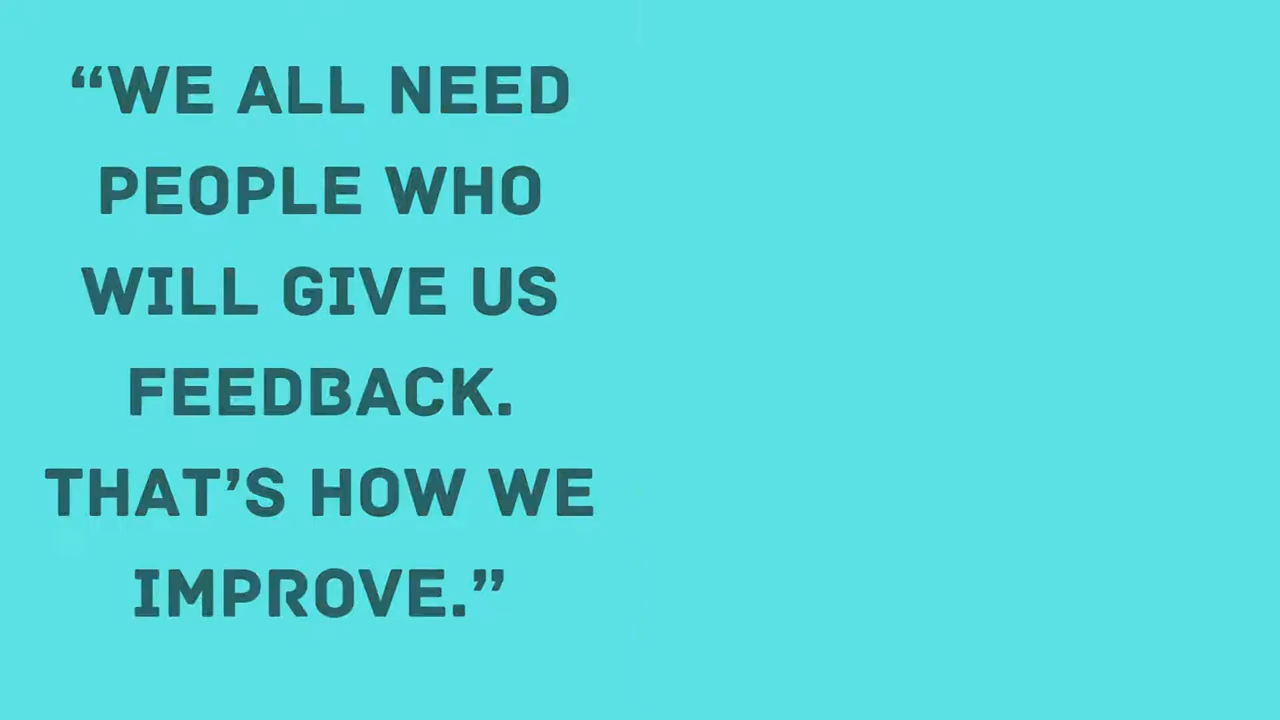 “WE ALL NEED
PEOPLE WHO
WILL GIVE US
FEEDBACK.
THAT’S HOW WE
IMPROVE.”